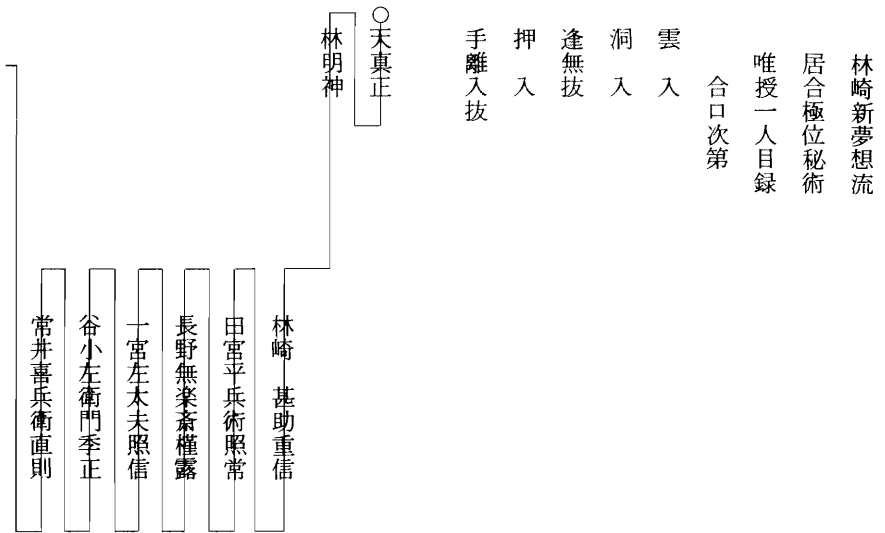 林崎新夢想流
居合極位秘術
唯授一人目録
合口次第
雲入
洞入
逢無抜
押入
手離入抜
天真正
林明神
林崎 甚助重信
田宮平兵術照常
長野無楽斎槿露
一宮左太夫照信
谷小左衛門季正
常井喜兵衛直則